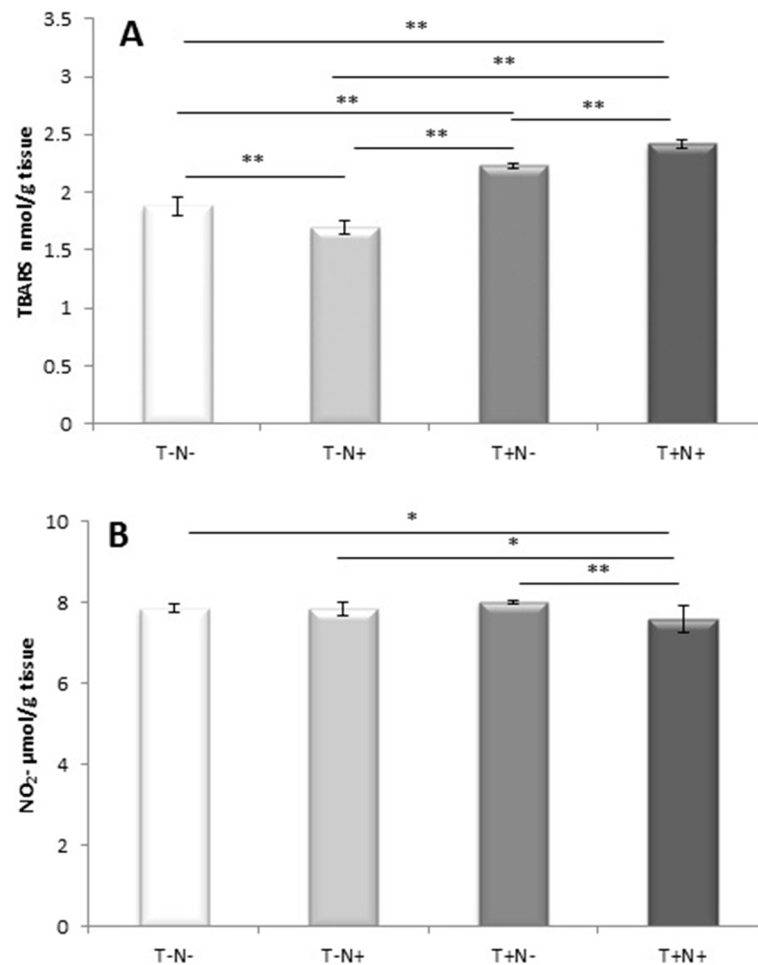 A
TBARS nmol/g tissue
3.5
3
2.5
2
1.5
1
0.5
0
**
**
**
**
**
**
T-N-
T-N+
T+N-
T+N+
B
NO₂- µmol/g tissue
10
8
6
4
2
0
*
*
**
T-N-
T-N+
T+N-
T+N+